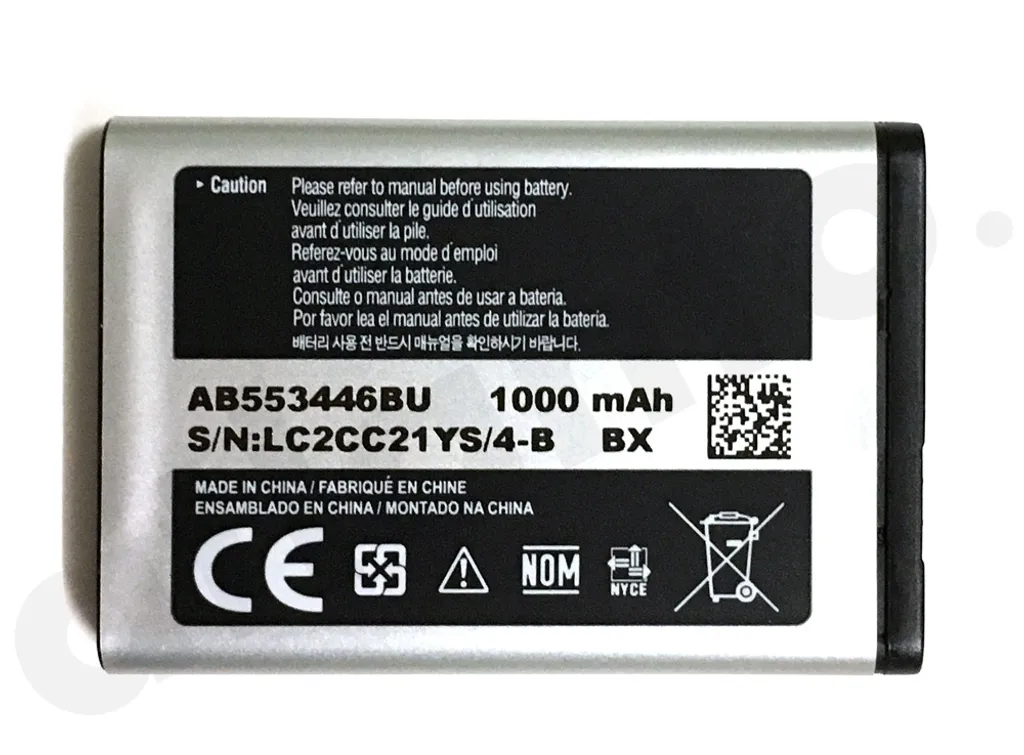 ▸ Caution Please refer to manual before using battery.
Veuillez consulter le guide d'utilisation
avant d'utiliser la pile.
Referez-vous au mode d'emploi
avant d'utiliser la batterie.
Consulte o manual antes de usar a bateria.
Por favor lea el manual antes de utilizar la bateria.
배터리 사용 전 반드시 매뉴얼을 확인하시기 바랍니다.
AB553446BU 1000 mAh
S/N:LC2CC21YS/4-B BX
MADE IN CHINA / FABRIQUÉ EN CHINE
ENSAMBLADO EN CHINA / MONTADO NA CHINA
CE NOM NYCE